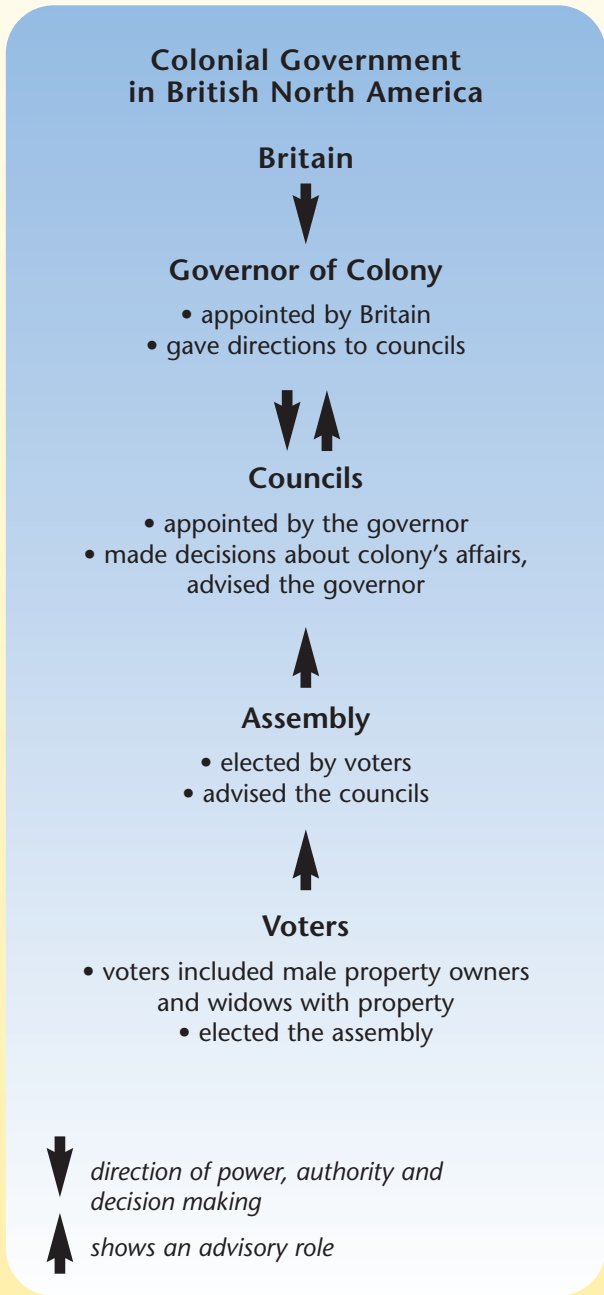 Colonial Government
in British North America
Britain
Governor of Colony
• appointed by Britain
• gave directions to councils
Councils
• appointed by the governor
• made decisions about colony’s affairs,
advised the governor
Assembly
• elected by voters
• advised the councils
Voters
• voters included male property owners
and widows with property
• elected the assembly
direction of power, authority and
decision making
shows an advisory role